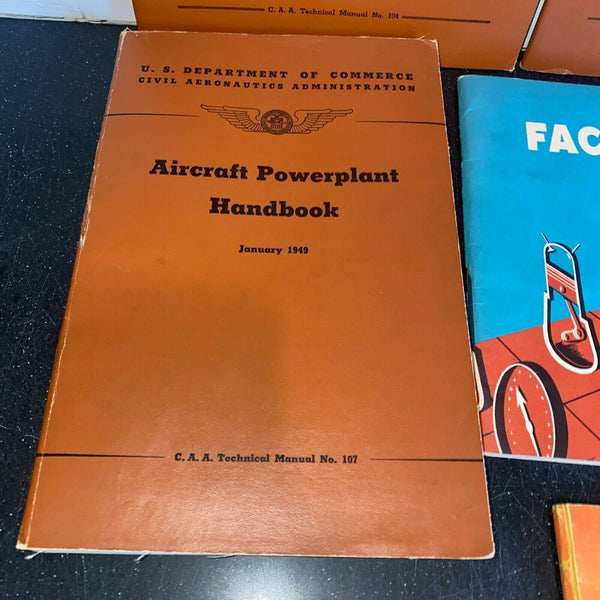 C. A. A. Technical Manual No. 104
U. S. DEPARTMENT OF COMMERCE
CIVIL AERONAUTICS ADMINISTRATION
Aircraft Powerplant
Handbook
January 1949
C. A. A. Technical Manual No. 107
FAC